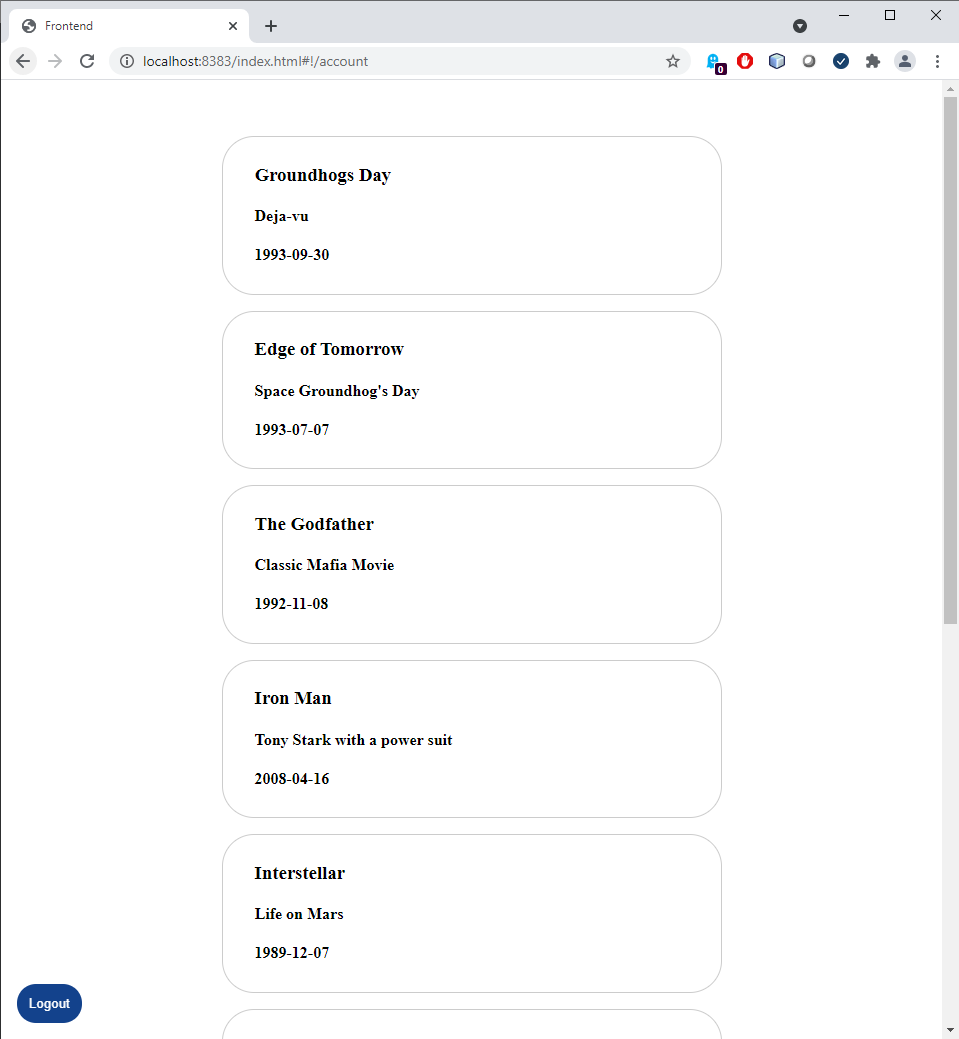 Frontend
localhost:8383/index.html#!/account
0
Groundhogs Day
Deja-vu
1993-09-30
Edge of Tomorrow
Space Groundhog's Day
1993-07-07
The Godfather
Classic Mafia Movie
1992-11-08
Iron Man
Tony Stark with a power suit
2008-04-16
Interstellar
Life on Mars
1989-12-07
Logout